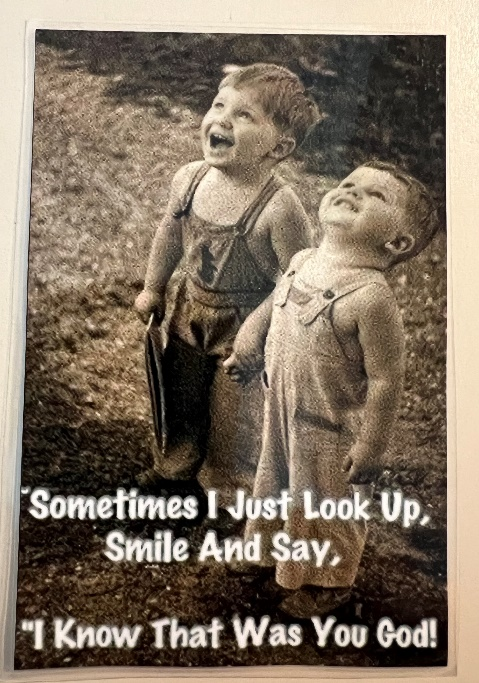 "Sometimes I Just Look Up,
Smile And Say,
"I Know That Was You God!